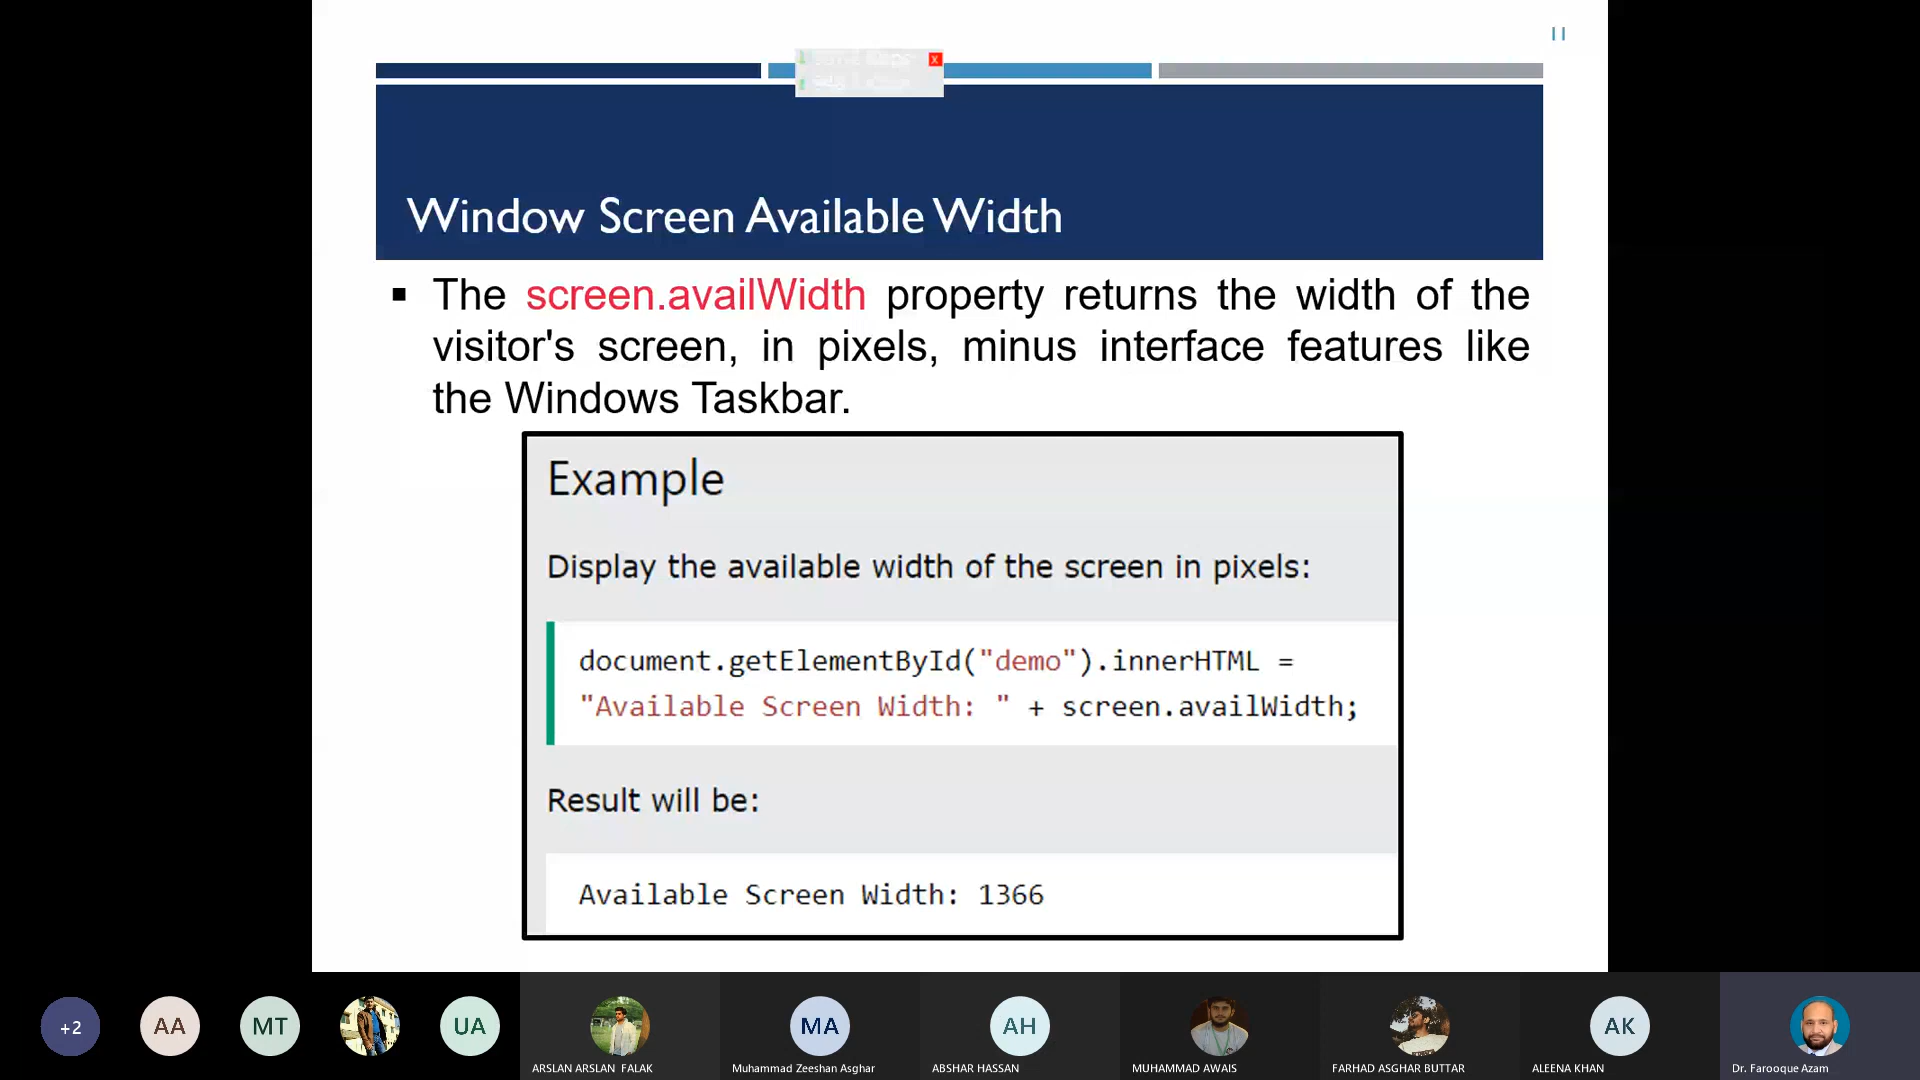 11
Window Screen Available Width
▪ The screen.availWidth property returns the width of the
visitor's screen, in pixels, minus interface features like
the Windows Taskbar.
Example
Display the available width of the screen in pixels:
document.getElementById("demo").innerHTML =
"Available Screen Width: " + screen.availWidth;
Result will be:
Available Screen Width: 1366
+2
AA
MT
UA
MA
AH
AK
ARSLAN ARSLAN FALAK
Muhammad Zeeshan Asghar
ABSHAR HASSAN
MUHAMMAD AWAIS
FARHAD ASGHAR BUTTAR
ALEENA KHAN
Dr. Farooque Azam